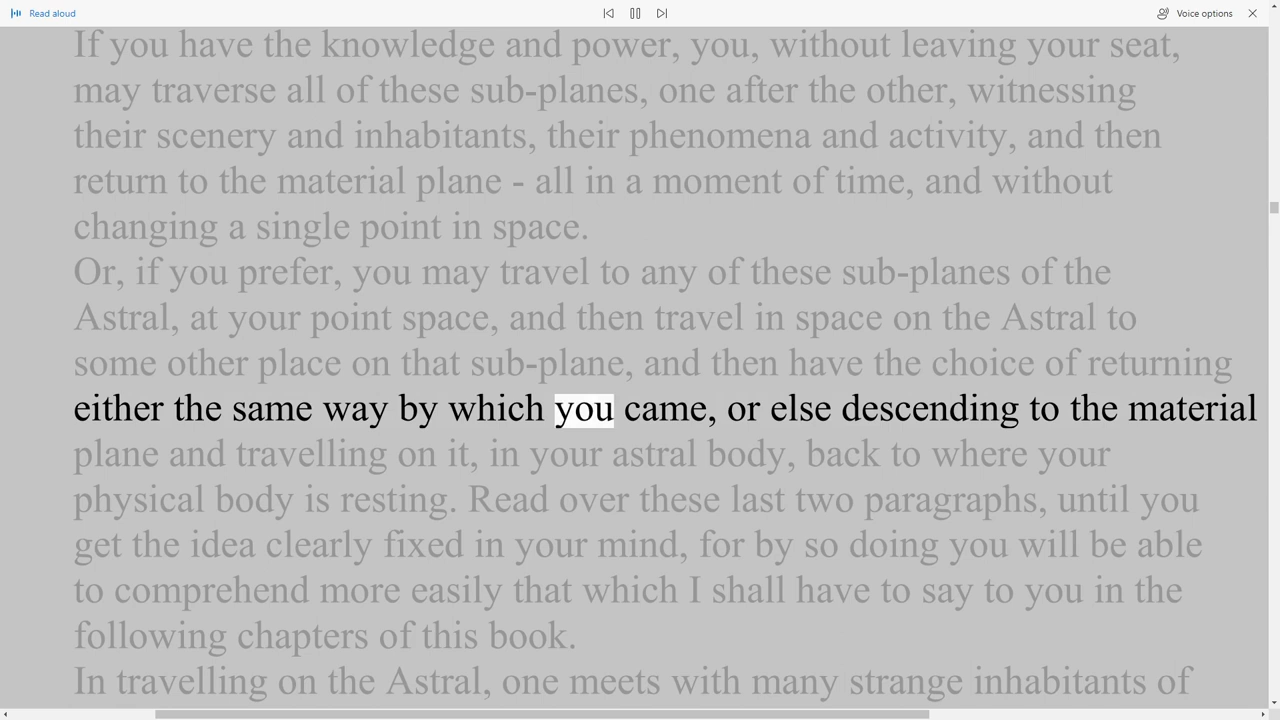 Read aloud
Voice options
If you have the knowledge and power, you, without leaving your seat,
may traverse all of these sub-planes, one after the other, witnessing
their scenery and inhabitants, their phenomena and activity, and then
return to the material plane - all in a moment of time, and without
changing a single point in space.
Or, if you prefer, you may travel to any of these sub-planes of the
Astral, at your point space, and then travel in space on the Astral to
some other place on that sub-plane, and then have the choice of returning
either the same way by which you came, or else descending to the material
plane and travelling on it, in your astral body, back to where your
physical body is resting. Read over these last two paragraphs, until you
get the idea clearly fixed in your mind, for by so doing you will be able
to comprehend more easily that which I shall have to say to you in the
following chapters of this book.
In travelling on the Astral, one meets with many strange inhabitants of